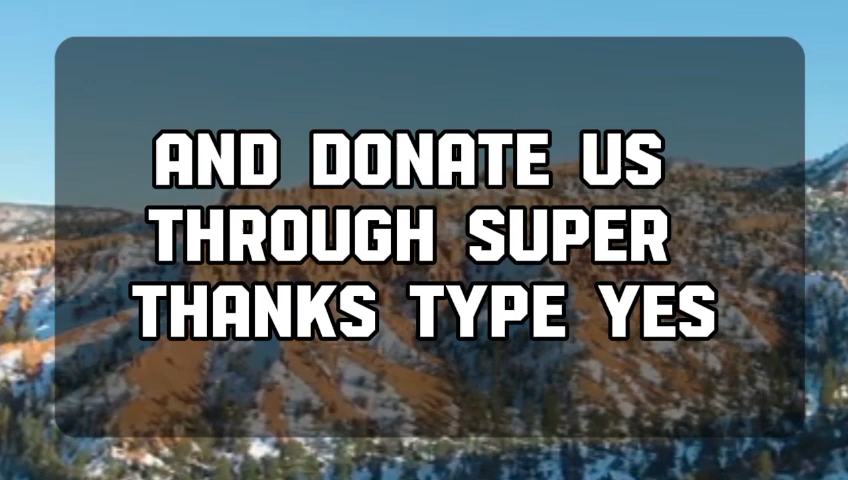 AND DONATE US
THROUGH SUPER
THANKS TYPE YES